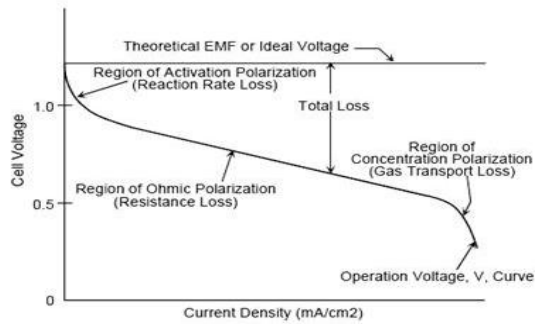 Theoretical EMF or Ideal Voltage
Region of Activation Polarization
(Reaction Rate Loss)
1.0
Total Loss
Region of
Concentration Polarization
(Gas Transport Loss)
Cell Voltage
Region of Ohmic Polarization
(Resistance Loss)
0.5
Operation Voltage, V, Curve
0
Current Density (mA/cm2)